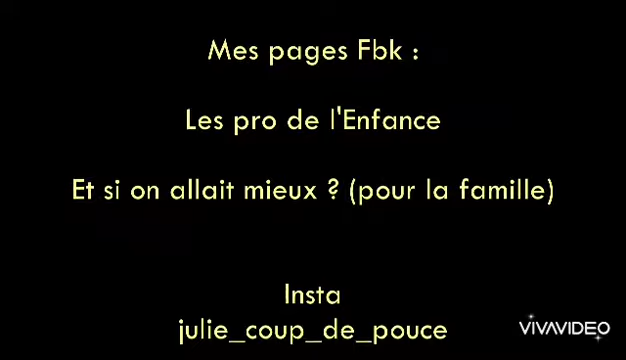 Mes pages Fbk :
Les pro de l'Enfance
Et si on allait mieux ? (pour la famille)
Insta
julie_coup_de_pouce
VIVAVIDEO